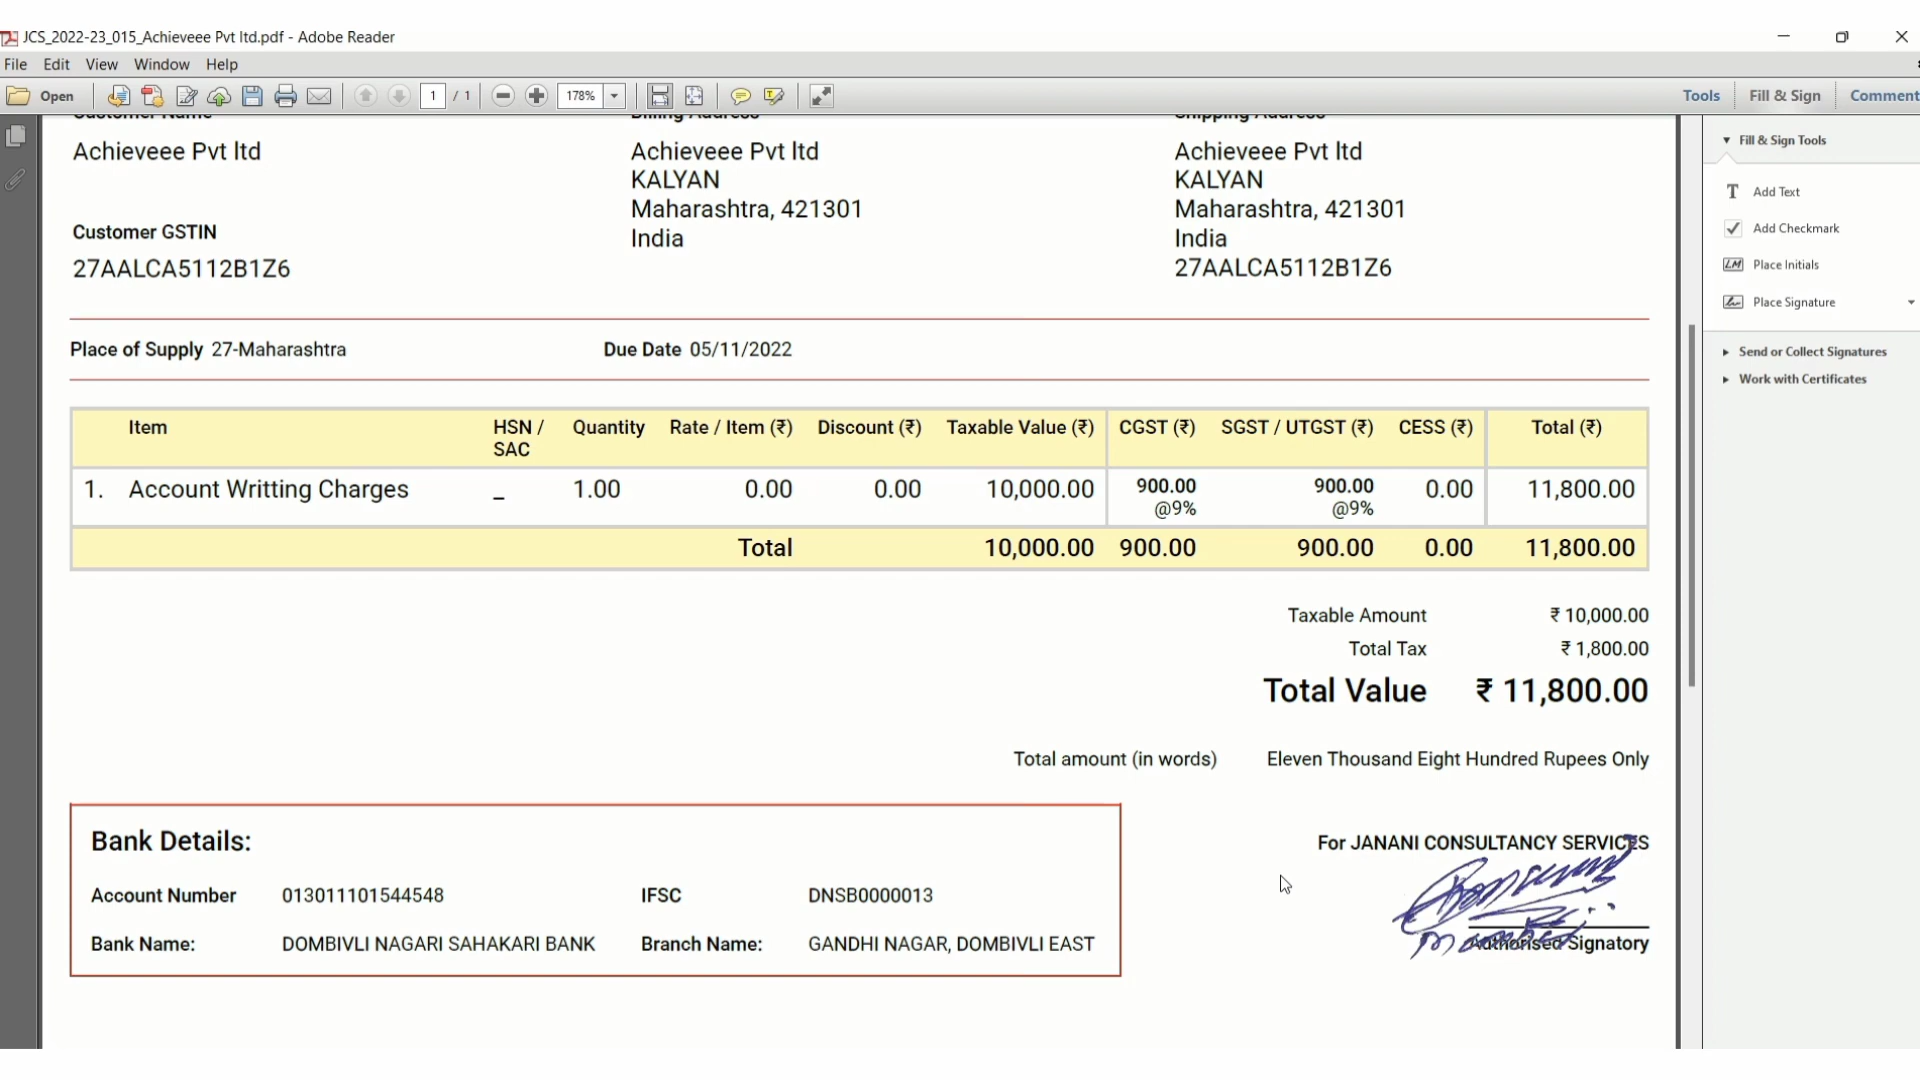 JCS_2022-23_015_Achieveee Pvt ltd.pdf - Adobe Reader
File Edit View Window Help
Open 1 / 1 178% Tools Fill & Sign Comment
Customer Name Billing Address Shipping Address
Achieveee Pvt ltd
Customer GSTIN
27AALCA5112B1Z6
Achieveee Pvt ltd
KALYAN
Maharashtra, 421301
India
Achieveee Pvt ltd
KALYAN
Maharashtra, 421301
India
27AALCA5112B1Z6
Place of Supply 27-Maharashtra Due Date 05/11/2022
Item HSN / SAC Quantity Rate / Item (₹) Discount (₹) Taxable Value (₹) CGST (₹) SGST / UTGST (₹) CESS (₹) Total (₹)
1. Account Writting Charges _ 1.00 0.00 0.00 10,000.00 900.00 @9% 900.00 @9% 0.00 11,800.00
Total 10,000.00 900.00 900.00 0.00 11,800.00
Taxable Amount ₹ 10,000.00
Total Tax ₹ 1,800.00
Total Value ₹ 11,800.00
Total amount (in words) Eleven Thousand Eight Hundred Rupees Only
Bank Details:
Account Number 013011101544548 IFSC DNSB0000013
Bank Name: DOMBIVLI NAGARI SAHAKARI BANK Branch Name: GANDHI NAGAR, DOMBIVLI EAST
For JANANI CONSULTANCY SERVICES
Authorised Signatory
Fill & Sign Tools
T Add Text
Add Checkmark
LM Place Initials
Place Signature
Send or Collect Signatures
Work with Certificates